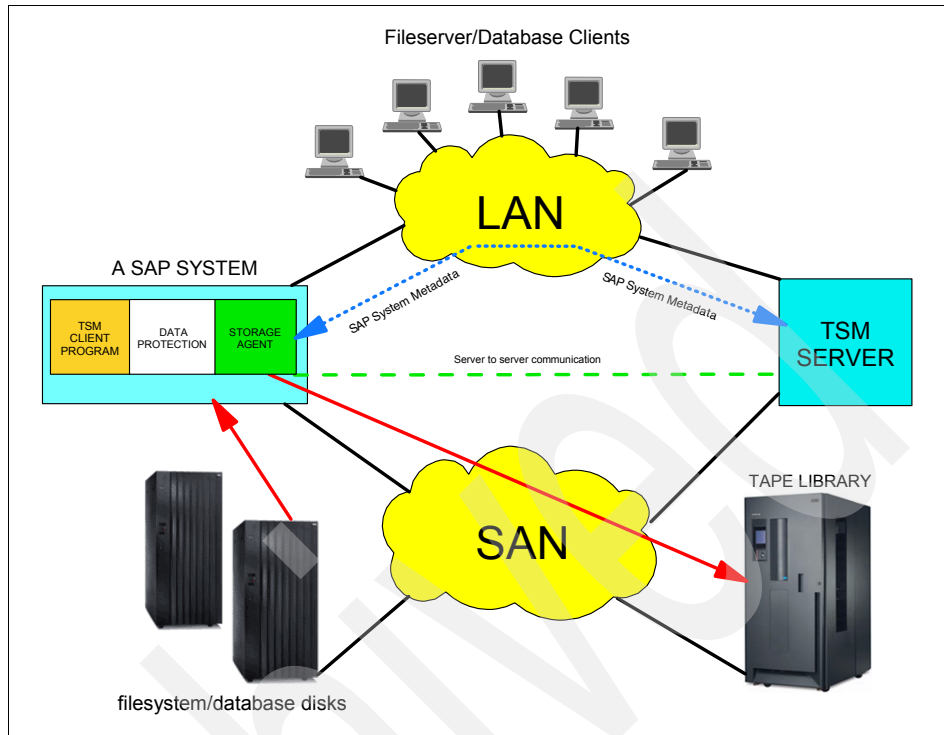 Fileserver/Database Clients
LAN
A SAP SYSTEM
TSM
CLIENT
PROGRAM
DATA
PROTECTION
STORAGE
AGENT
SAP System Metadata
SAP System Metadata
TSM
SERVER
Server to server communication
SAN
TAPE LIBRARY
filesystem/database disks